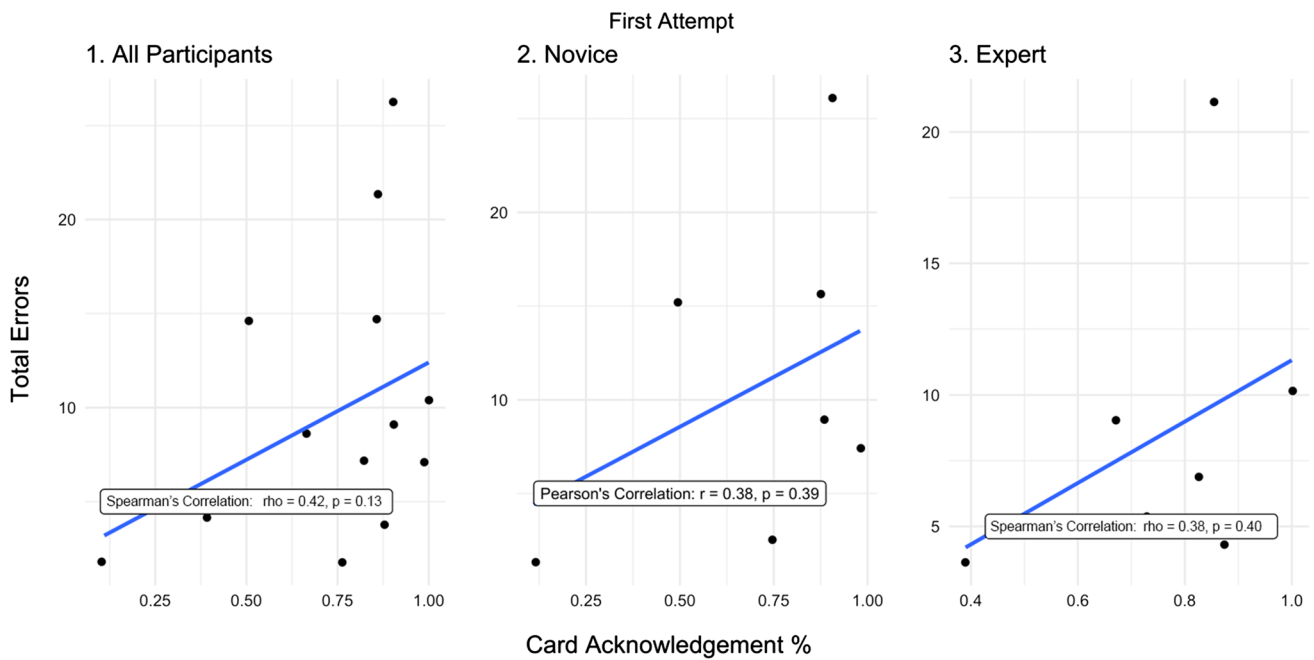 First Attempt
1. All Participants
2. Novice
3. Expert
Total Errors
20
10
Spearman's Correlation: rho = 0.42, p = 0.13
0.25 0.50 0.75 1.00
20
10
Pearson's Correlation: r = 0.38, p = 0.39
0.25 0.50 0.75 1.00
20
15
10
5
Spearman's Correlation: rho = 0.38, p = 0.40
0.4 0.6 0.8 1.0
Card Acknowledgement %